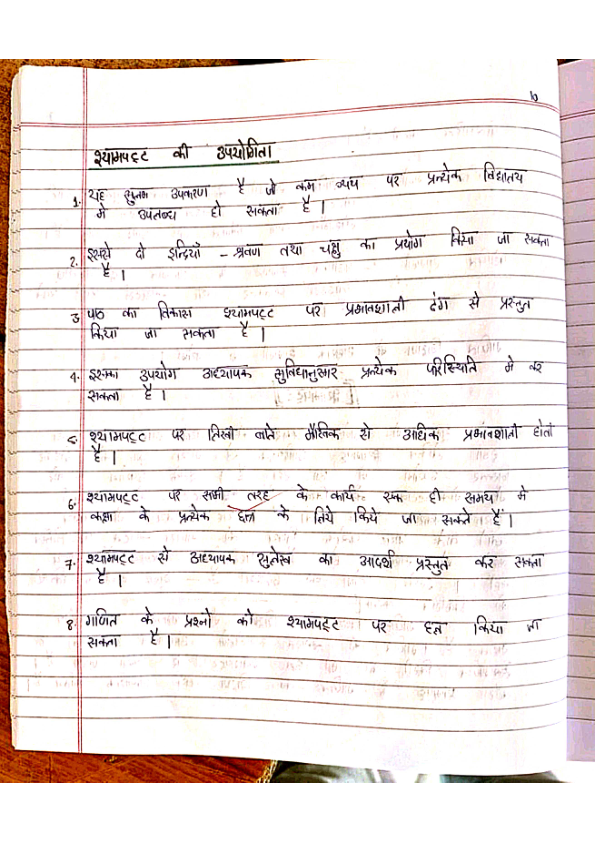 श्यामपट्ट की उपयोगिता
1. यह सुलभ उपकरण है जो कम व्यय पर प्रत्येक विद्यालय
में उपलब्ध हो सकता है।
2. इससे दो इन्द्रियाँ - श्रवण तथा चक्षु का प्रयोग किया जा सकता
है।
3 पाठ का विकास श्यामपट्ट पर प्रभावशाली ढंग से प्रस्तुत
किया जा सकता है।
4. इसका उपयोग अध्यापक सुविधानुसार प्रत्येक परिस्थिति मे कर
सकता है।
5 श्यामपट्ट पर लिखी बाते मौखिक से अधिक प्रभावशाली होती
है।
6. श्यामपट्ट पर सभी तरह के कार्य एक ही समय मे
कक्षा के प्रत्येक छात्र के लिये किये जा सकते हैं।
7. श्यामपट्ट से अध्यापक सुलेख का आदर्श प्रस्तुत कर सकता
है।
8. गणित के प्रश्नो को श्यामपट्ट पर हल किया जा
सकता है।